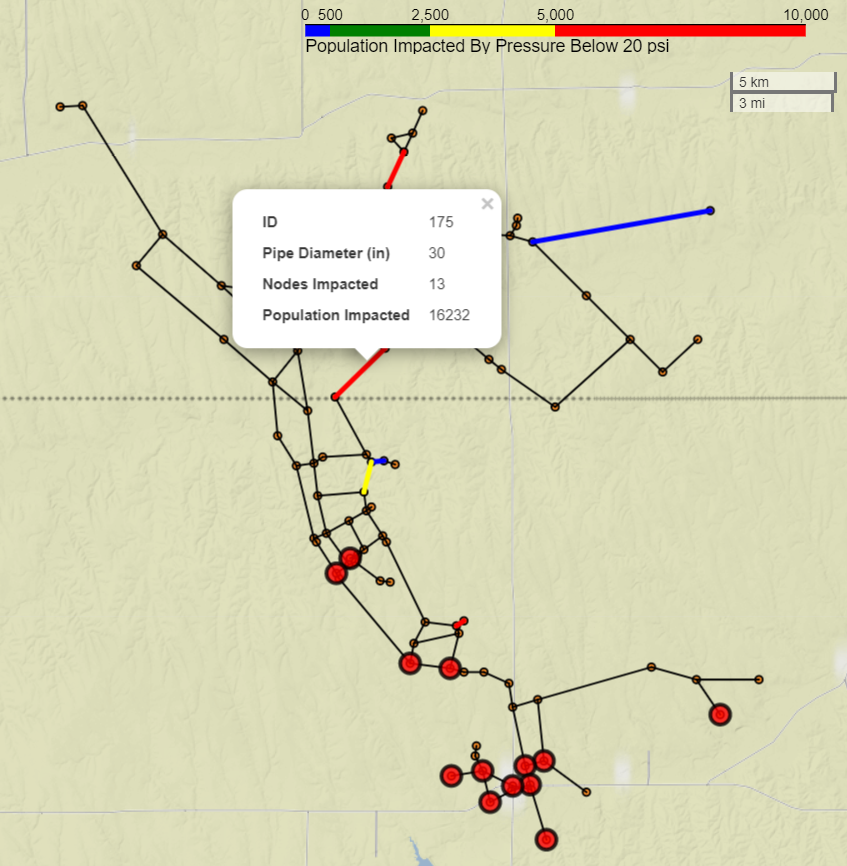 0 500 2,500 5,000 10,000
Population Impacted By Pressure Below 20 psi
5 km
3 mi
×
ID 175
Pipe Diameter (in) 30
Nodes Impacted 13
Population Impacted 16232